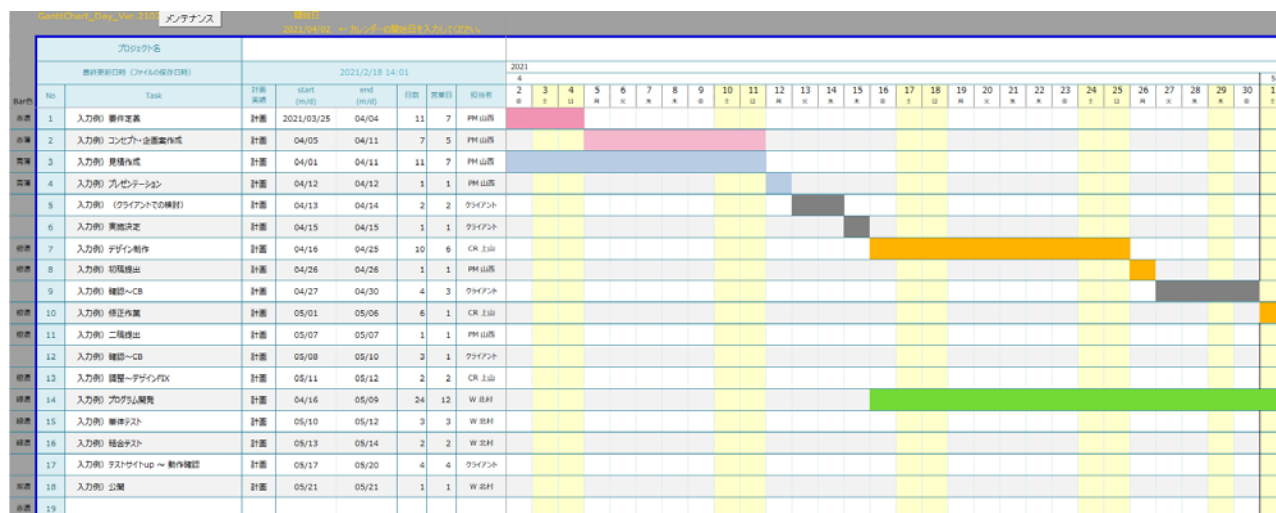 GanttChart_Day_Ver.210
メンテナンス
開始日
2021/04/02 ← カレンダーの開始日を入力してください。
プロジェクト名
最終更新日時（ファイルの保存日時） 2021/2/18 14:01
2021
4 5
Bar色 No Task 計画実績 start (m/d) end (m/d) 日数 営業日 担当者 2 3 4 5 6 7 8 9 10 11 12 13 14 15 16 17 18 19 20 21 22 23 24 25 26 27 28 29 30 1
金 土 日 月 火 水 木 金 土 日 月 火 水 木 金 土 日 月 火 水 木 金 土 日 月 火 水 木 金 土
赤濃 1 入力例）要件定義 計画 2021/03/25 04/04 11 7 PM 山西
赤薄 2 入力例）コンセプト・企画案作成 計画 04/05 04/11 7 5 PM 山西
青薄 3 入力例）見積作成 計画 04/01 04/11 11 7 PM 山西
青薄 4 入力例）プレゼンテーション 計画 04/12 04/12 1 1 PM 山西
5 入力例）（クライアントでの検討） 計画 04/13 04/14 2 2 クライアント
6 入力例）実施決定 計画 04/15 04/15 1 1 クライアント
橙濃 7 入力例）デザイン制作 計画 04/16 04/25 10 6 CR 上山
橙濃 8 入力例）初稿提出 計画 04/26 04/26 1 1 PM 山西
9 入力例）確認～CB 計画 04/27 04/30 4 3 クライアント
橙濃 10 入力例）修正作業 計画 05/01 05/06 6 1 CR 上山
橙濃 11 入力例）二稿提出 計画 05/07 05/07 1 1 PM 山西
12 入力例）確認～CB 計画 05/08 05/10 3 1 クライアント
橙濃 13 入力例）調整～デザインFIX 計画 05/11 05/12 2 2 CR 上山
緑濃 14 入力例）プログラム開発 計画 04/16 05/09 24 12 W 北村
緑濃 15 入力例）単体テスト 計画 05/10 05/12 3 3 W 北村
緑濃 16 入力例）結合テスト 計画 05/13 05/14 2 2 W 北村
17 入力例）テストサイトup ～ 動作確認 計画 05/17 05/20 4 4 クライアント
紫濃 18 入力例）公開 計画 05/21 05/21 1 1 W 北村
赤濃 19